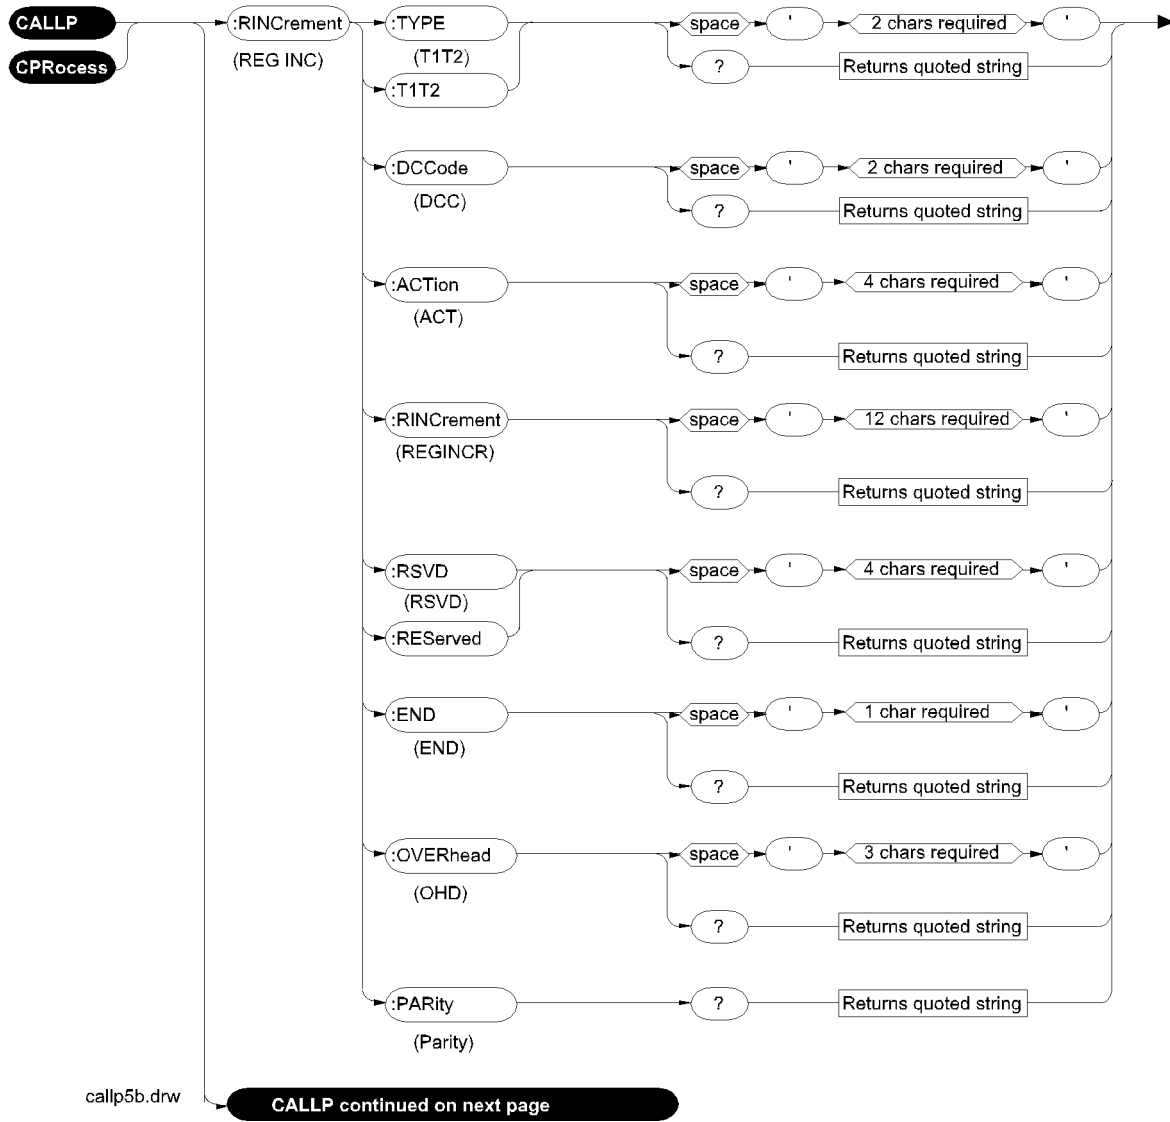 CALLP :RINCrement :TYPE space ' 2 chars required '
(REG INC) (T1T2)
CPRocess ? Returns quoted string
:T1T2
:DCCode space ' 2 chars required '
(DCC) ? Returns quoted string
:ACTion space ' 4 chars required '
(ACT)
? Returns quoted string
:RINCrement space ' 12 chars required '
(REGINCR)
? Returns quoted string
:RSVD space ' 4 chars required '
(RSVD)
:REServed ? Returns quoted string
:END space ' 1 char required '
(END)
? Returns quoted string
:OVERhead space ' 3 chars required '
(OHD)
? Returns quoted string
:PARity ? Returns quoted string
(Parity)
callp5b.drw CALLP continued on next page